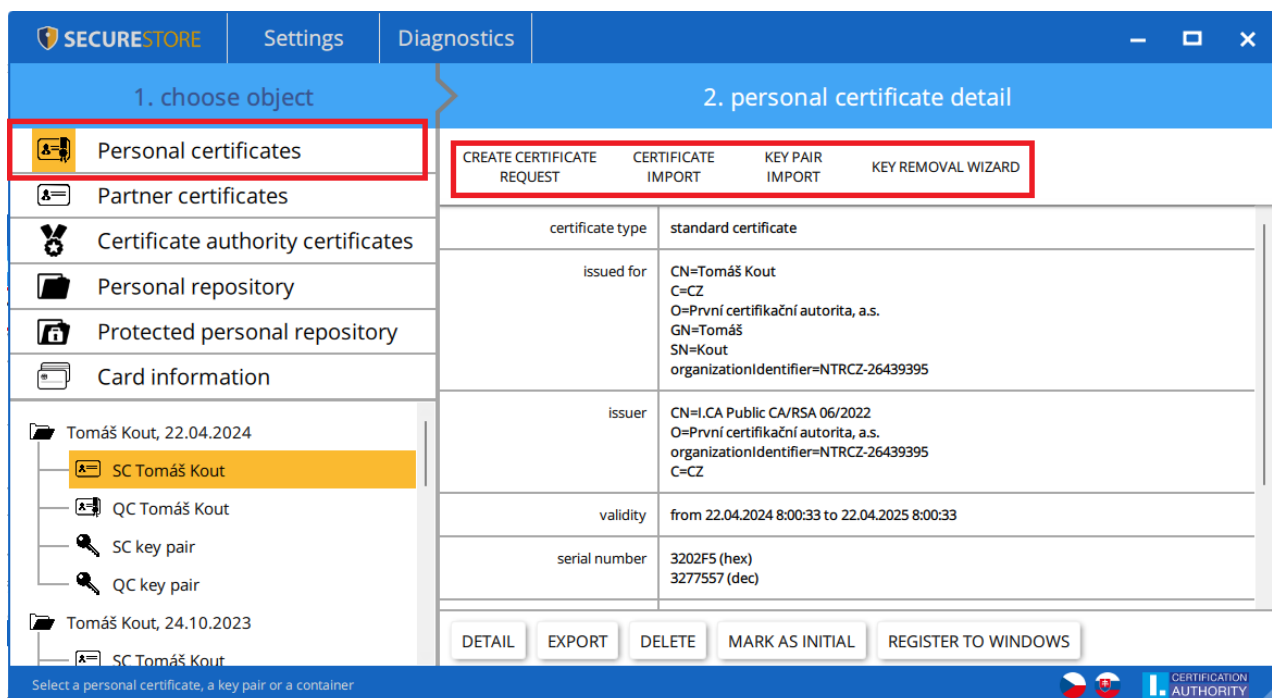 SECURESTORE
Settings
Diagnostics
1. choose object
2. personal certificate detail
Personal certificates
Partner certificates
Certificate authority certificates
Personal repository
Protected personal repository
Card information
Tomáš Kout, 22.04.2024
SC Tomáš Kout
QC Tomáš Kout
SC key pair
QC key pair
Tomáš Kout, 24.10.2023
SC Tomáš Kout
CREATE CERTIFICATE
REQUEST
CERTIFICATE
IMPORT
KEY PAIR
IMPORT
KEY REMOVAL WIZARD
certificate type
standard certificate
issued for
CN=Tomáš Kout
C=CZ
O=První certifikační autorita, a.s.
GN=Tomáš
SN=Kout
organizationIdentifier=NTRCZ-26439395
issuer
CN=I.CA Public CA/RSA 06/2022
O=První certifikační autorita, a.s.
organizationIdentifier=NTRCZ-26439395
C=CZ
validity
from 22.04.2024 8:00:33 to 22.04.2025 8:00:33
serial number
3202F5 (hex)
3277557 (dec)
DETAIL
EXPORT
DELETE
MARK AS INITIAL
REGISTER TO WINDOWS
Select a personal certificate, a key pair or a container
CERTIFICATION
AUTHORITY